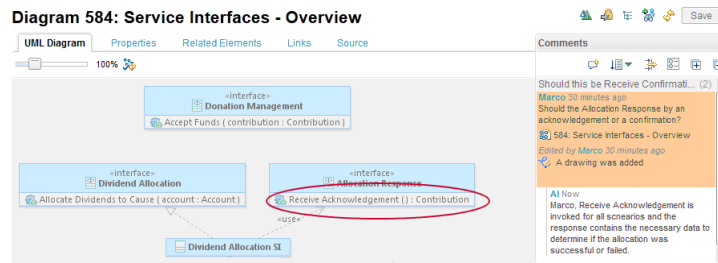 Diagram 584: Service Interfaces - Overview
Save
UML Diagram Properties Related Elements Links Source
Comments
100%
Should this be Receive Confirmati... (2)
Marco 30 minutes ago
Should the Allocation Response by an
acknowledgement or a confirmation?
584: Service Interfaces - Overview
Edited by Marco 30 minutes ago
A drawing was added
Al Now
Marco, Receive Acknowledgement is
invoked for all scnearios and the
response contains the necessary data to
determine if the allocation was
successful or failed.
«interface»
Donation Management
Accept Funds ( contribution : Contribution )
«interface»
Dividend Allocation
Allocate Dividends to Cause ( account : Account )
«interface»
Allocation Response
Receive Acknowledgement ( ) : Contribution
«use»
Dividend Allocation SI